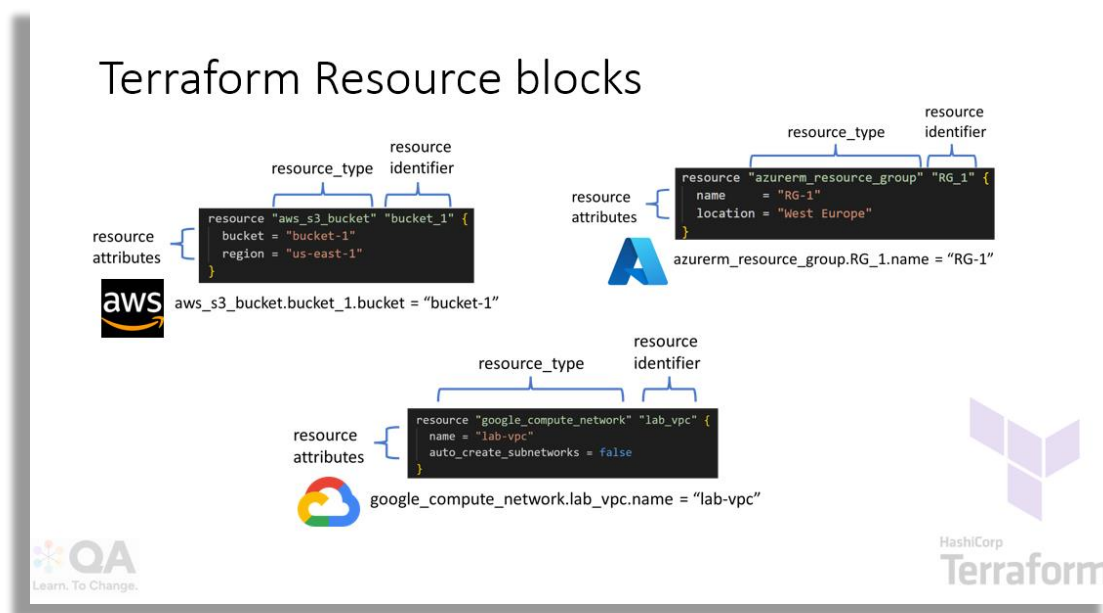 Terraform Resource blocks
resource_type
resource
identifier
resource
attributes
resource "aws_s3_bucket" "bucket_1" {
bucket = "bucket-1"
region = "us-east-1"
}
aws
aws_s3_bucket.bucket_1.bucket = “bucket-1”
resource_type
resource
identifier
resource
attributes
resource "azurerm_resource_group" "RG_1" {
name     = "RG-1"
location = "West Europe"
}
azurerm_resource_group.RG_1.name = “RG-1”
resource_type
resource
identifier
resource
attributes
resource "google_compute_network" "lab_vpc" {
name = "lab-vpc"
auto_create_subnetworks = false
}
google_compute_network.lab_vpc.name = “lab-vpc”
QA
Learn. To Change.
HashiCorp
Terraform